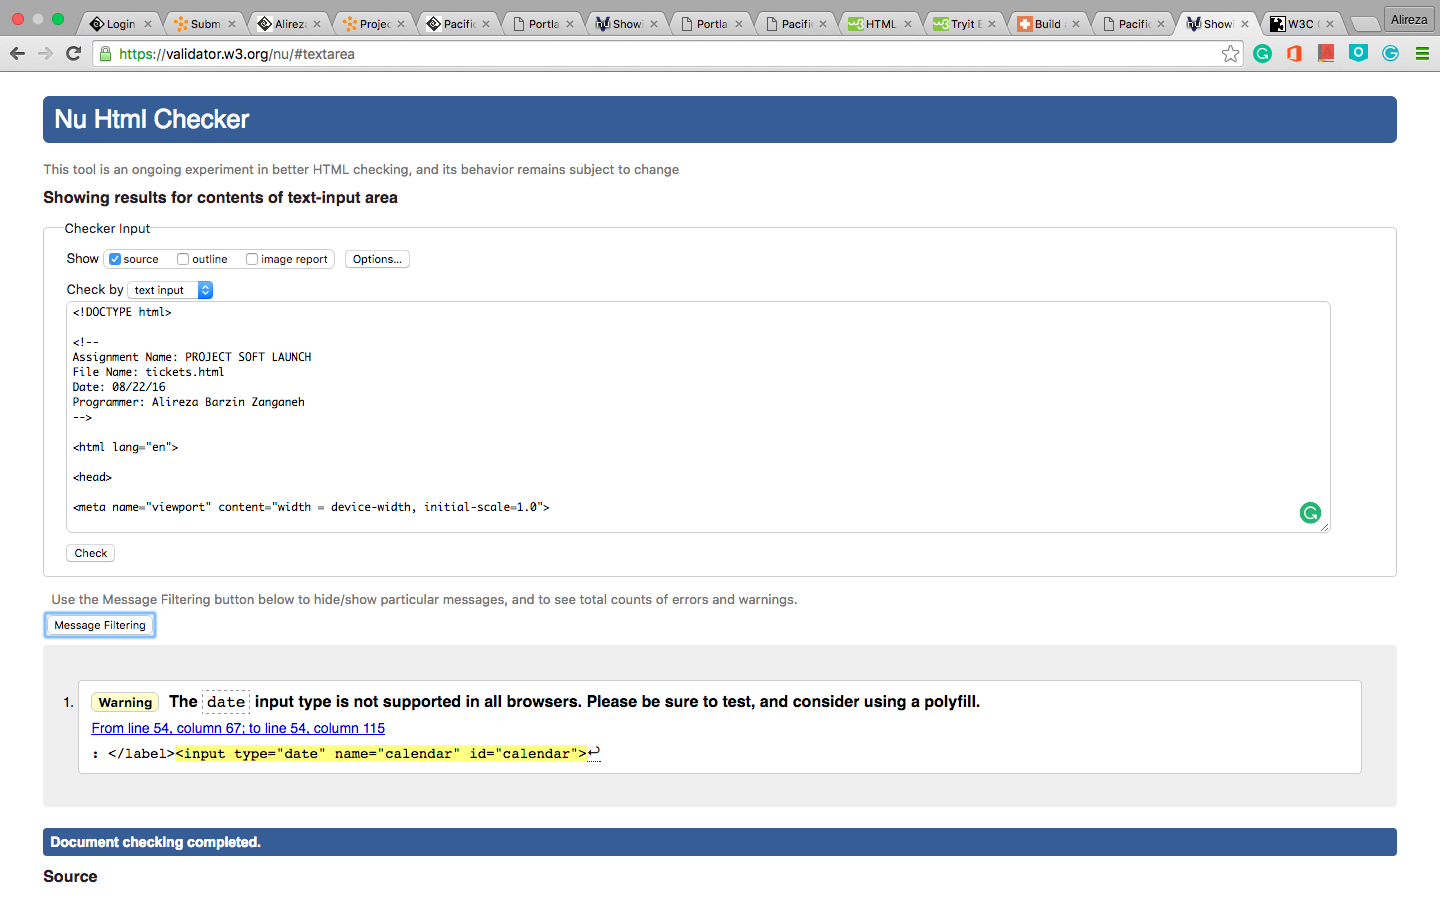 Login
Subm
Alirez
Projec
Pacific
Portla
Showi
Portla
Pacific
HTML
Tryit E
Build
Pacific
Showi
W3C
Alireza
https://validator.w3.org/nu/#textarea
Nu Html Checker
This tool is an ongoing experiment in better HTML checking, and its behavior remains subject to change
Showing results for contents of text-input area
Checker Input
Show source outline image report Options...
Check by text input
<!DOCTYPE html>
<!--
Assignment Name: PROJECT SOFT LAUNCH
File Name: tickets.html
Date: 08/22/16
Programmer: Alireza Barzin Zanganeh
-->
<html lang="en">
<head>
<meta name="viewport" content="width = device-width, initial-scale=1.0">
Check
Use the Message Filtering button below to hide/show particular messages, and to see total counts of errors and warnings.
Message Filtering
1. Warning The date input type is not supported in all browsers. Please be sure to test, and consider using a polyfill.
From line 54, column 67; to line 54, column 115
: </label><input type="date" name="calendar" id="calendar">↩
Document checking completed.
Source